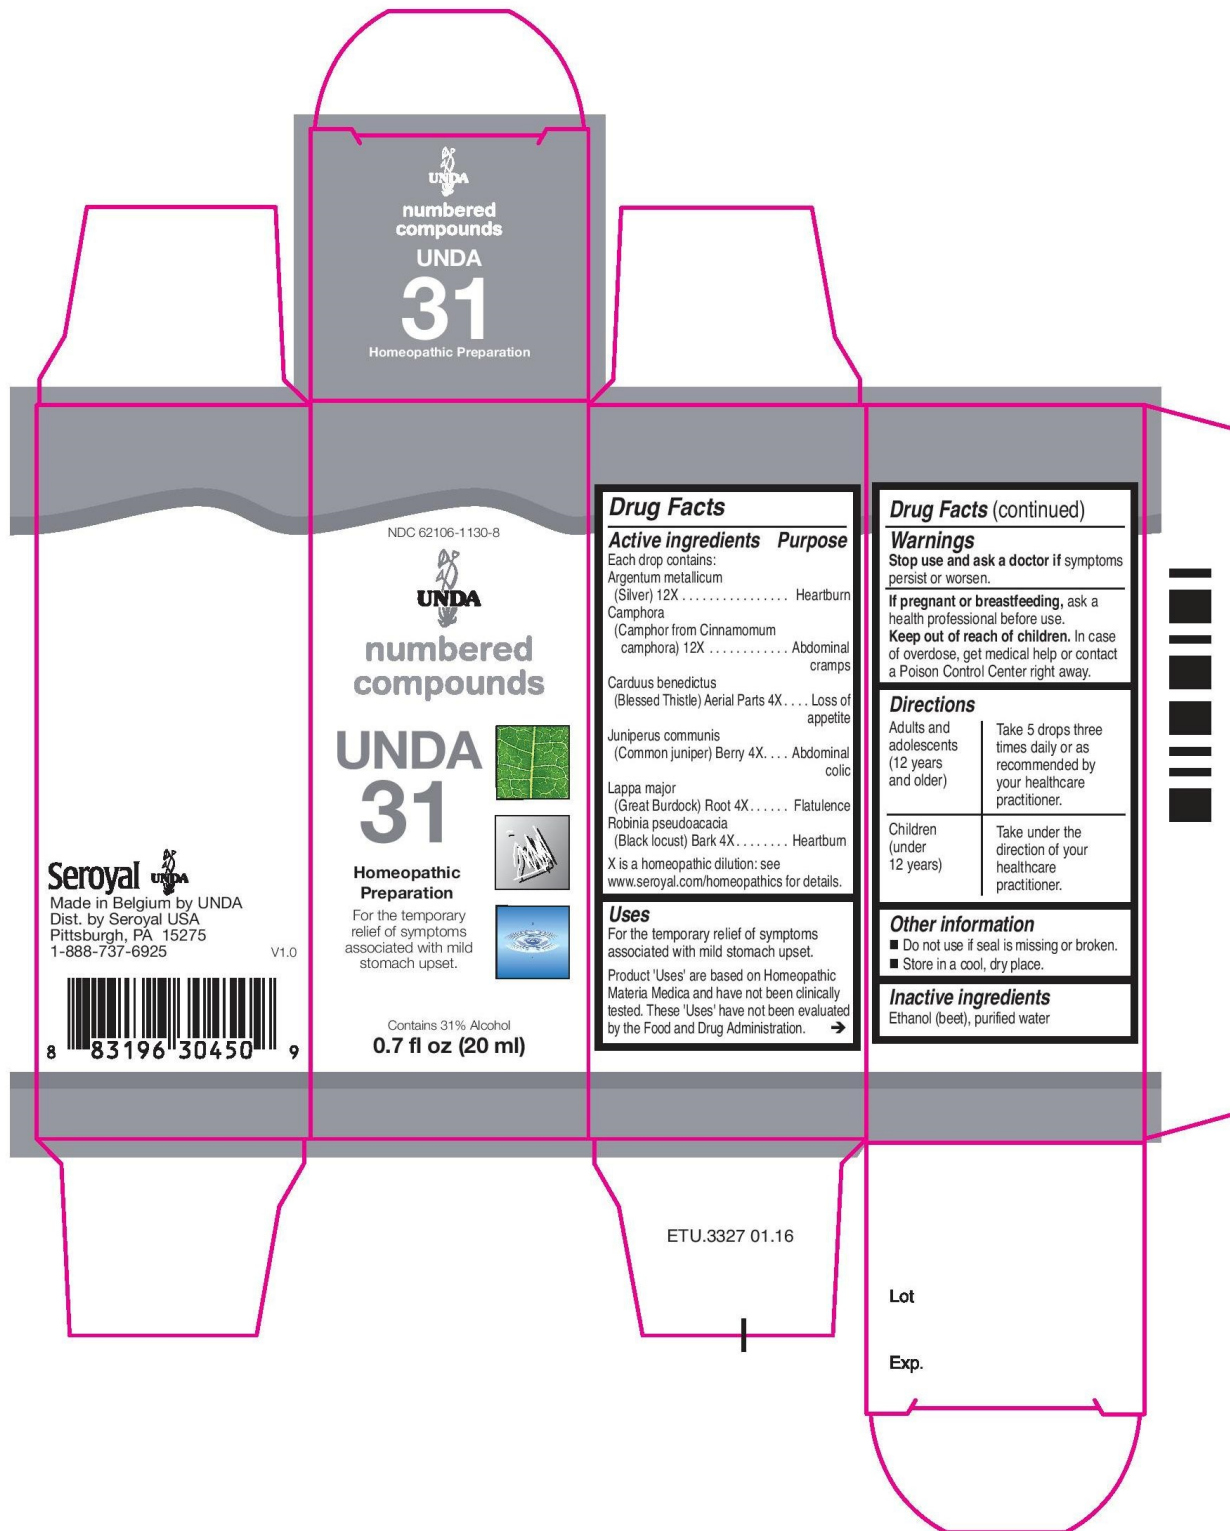 UNDA
numbered
compounds
UNDA
31
Homeopathic Preparation
Seroyal UNDA
Made in Belgium by UNDA
Dist. by Seroyal USA
Pittsburgh, PA 15275
1-888-737-6925 V1.0
8 83196 30450 9
NDC 62106-1130-8
UNDA
numbered
compounds
UNDA
31
Homeopathic
Preparation
For the temporary
relief of symptoms
associated with mild
stomach upset.
Contains 31% Alcohol
0.7 fl oz (20 ml)
Drug Facts
Active ingredients Purpose
Each drop contains:
Argentum metallicum
(Silver) 12X . . . . . . . . . . . . . . . . Heartburn
Camphora
(Camphor from Cinnamomum
camphora) 12X . . . . . . . . . . . . Abdominal
cramps
Carduus benedictus
(Blessed Thistle) Aerial Parts 4X. . . . Loss of
appetite
Juniperus communis
(Common juniper) Berry 4X. . . . Abdominal
colic
Lappa major
(Great Burdock) Root 4X . . . . . . Flatulence
Robinia pseudoacacia
(Black locust) Bark 4X. . . . . . . . Heartburn
X is a homeopathic dilution: see
www.seroyal.com/homeopathics for details.
Uses
For the temporary relief of symptoms
associated with mild stomach upset.
Product 'Uses' are based on Homeopathic
Materia Medica and have not been clinically
tested. These 'Uses' have not been evaluated
by the Food and Drug Administration. ➔
Drug Facts (continued)
Warnings
Stop use and ask a doctor if symptoms
persist or worsen.
If pregnant or breastfeeding, ask a
health professional before use.
Keep out of reach of children. In case
of overdose, get medical help or contact
a Poison Control Center right away.
Directions
Adults and
adolescents
(12 years
and older)
Take 5 drops three
times daily or as
recommended by
your healthcare
practitioner.
Children
(under
12 years)
Take under the
direction of your
healthcare
practitioner.
Other information
■ Do not use if seal is missing or broken.
■ Store in a cool, dry place.
Inactive ingredients
Ethanol (beet), purified water
ETU.3327 01.16
Lot
Exp.